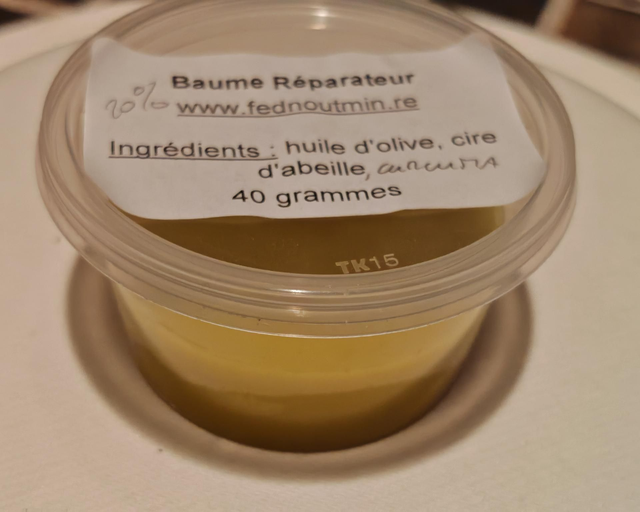 Baume Réparateur
20% www.fednoutmin.re
Ingrédients : huile d'olive, cire
d'abeille, curcuma
40 grammes
TK15